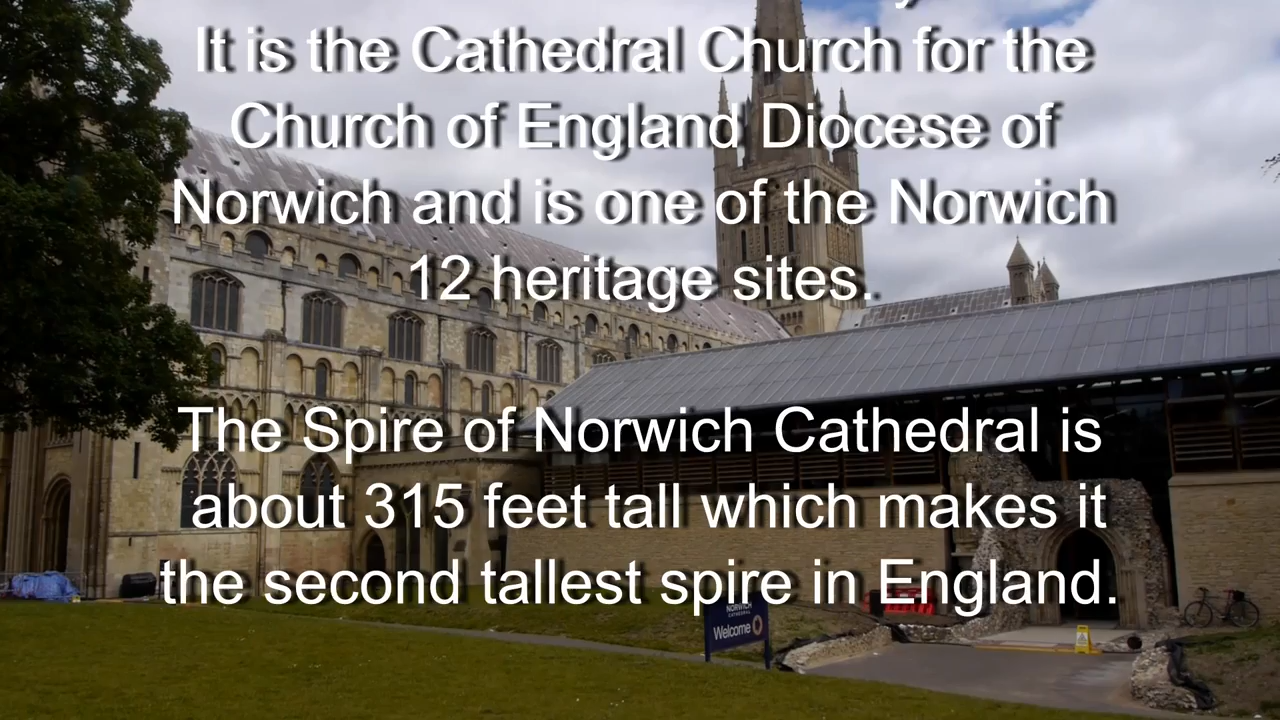 It is the Cathedral Church for the
Church of England Diocese of
Norwich and is one of the Norwich
12 heritage sites.
The Spire of Norwich Cathedral is
about 315 feet tall which makes it
the second tallest spire in England.
NORWICH
CATHEDRAL
Welcome